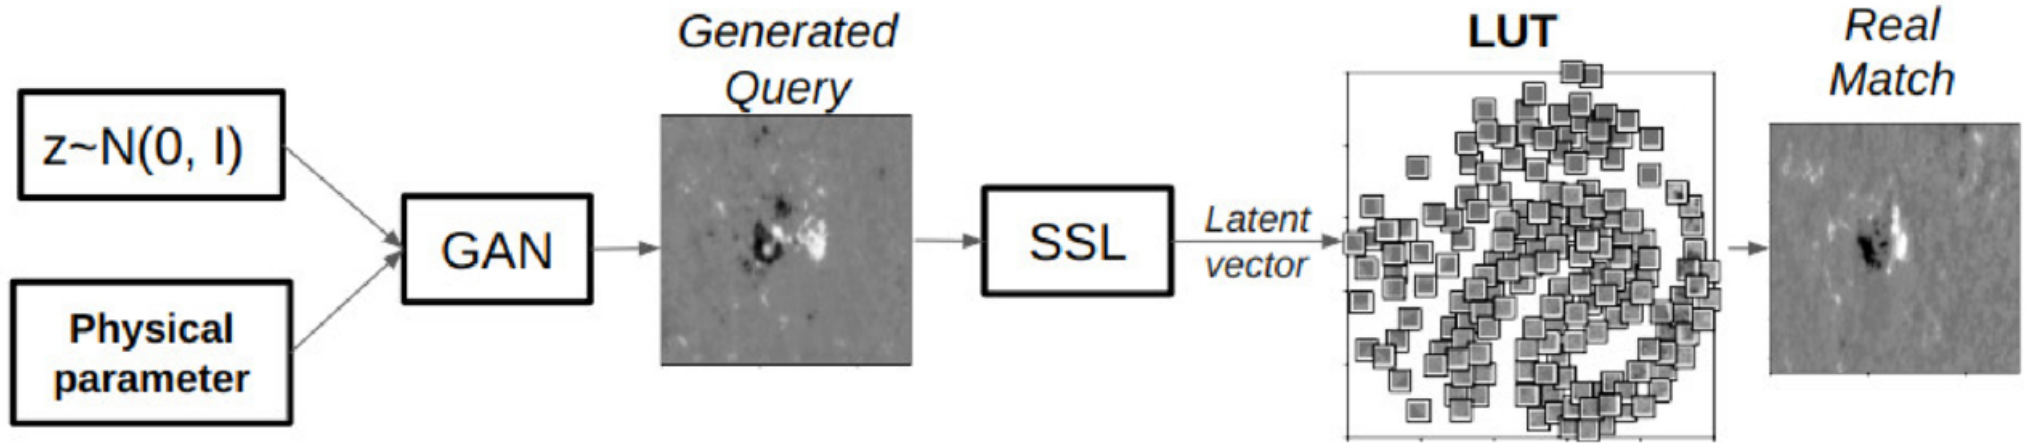 z~N(0, I)
Physical
parameter
GAN
Generated
Query
SSL
Latent
vector
LUT
Real
Match